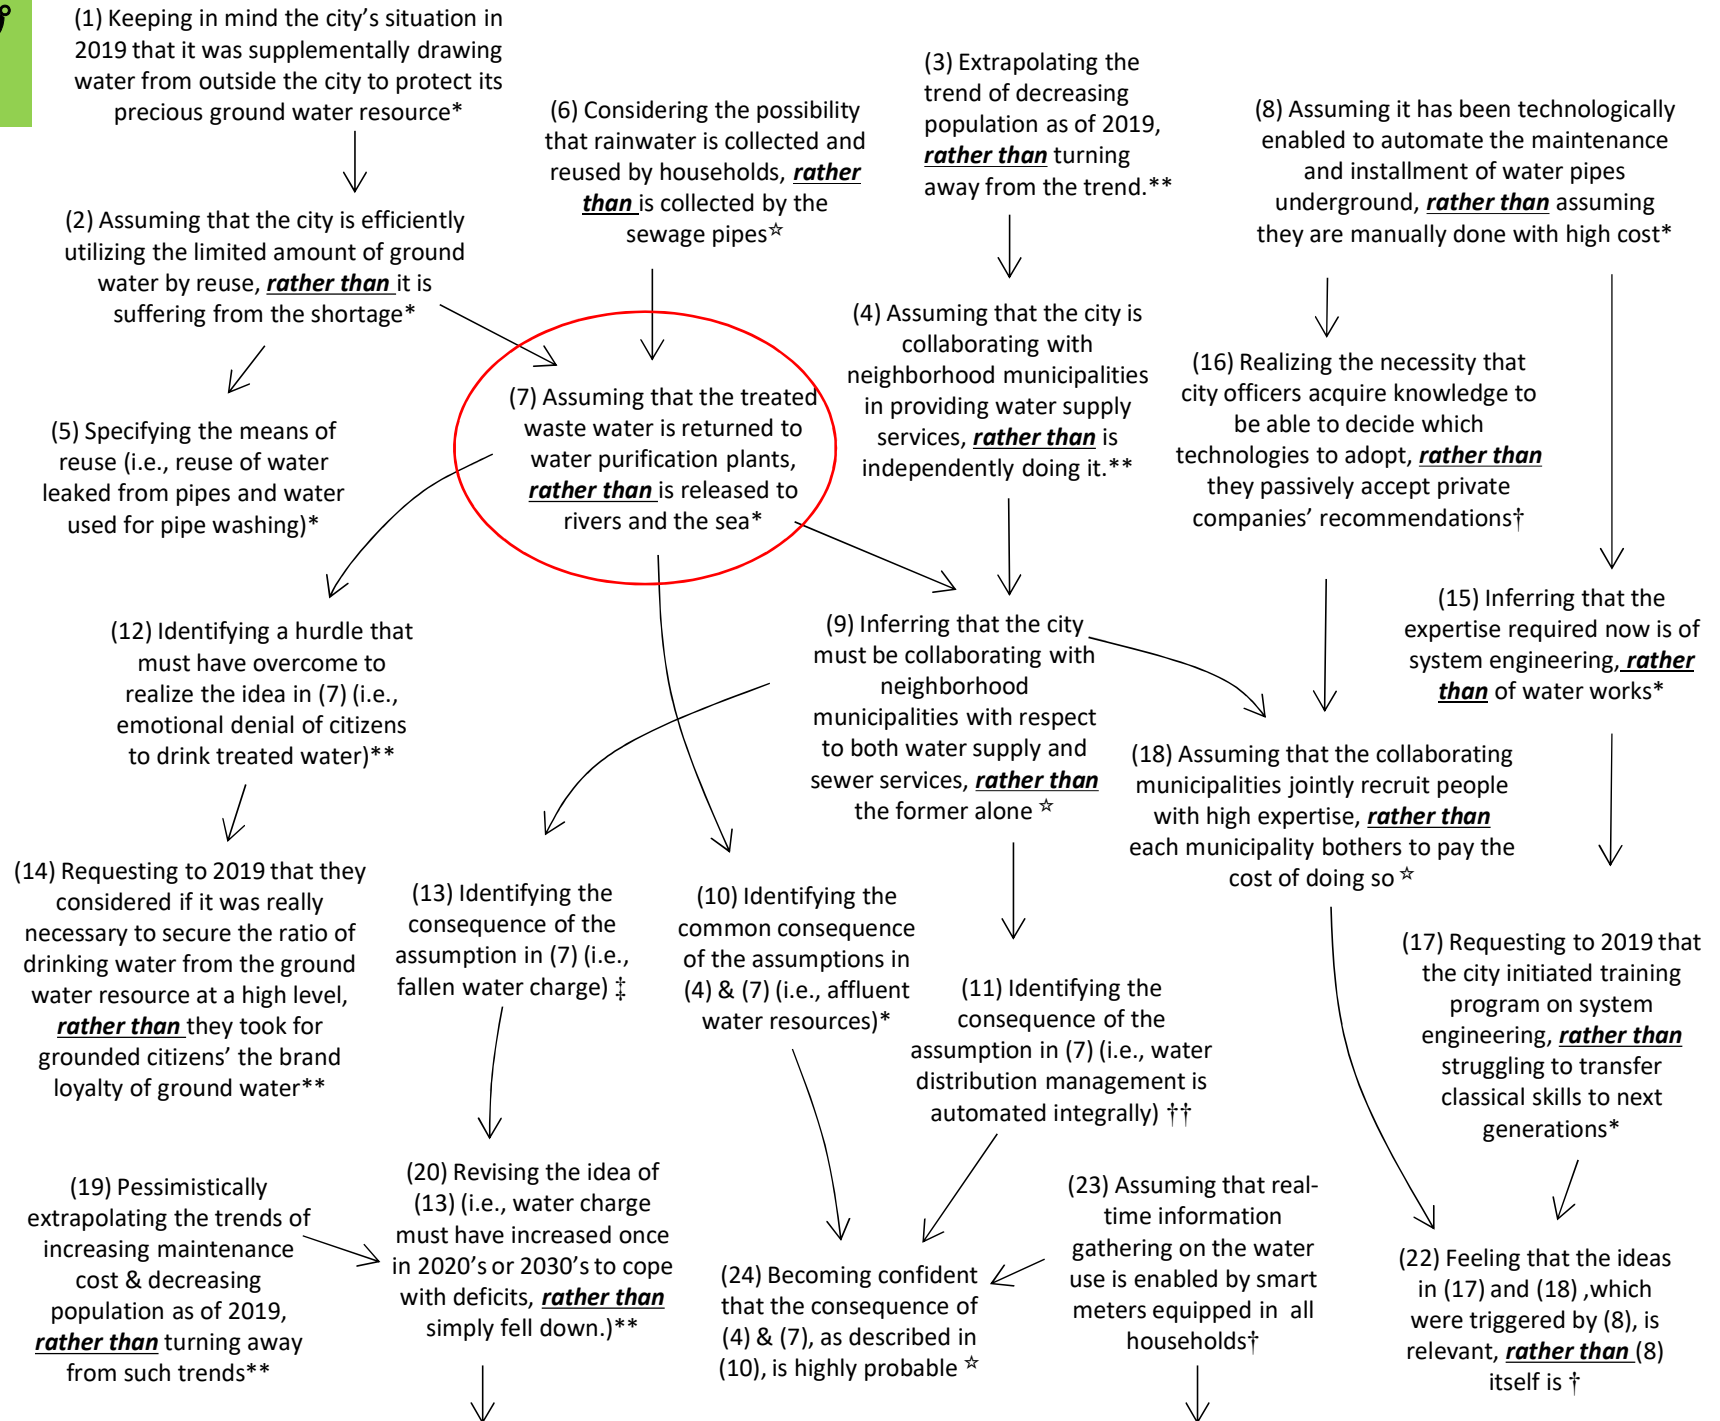 (1) Keeping in mind the city’s situation in
2019 that it was supplementally drawing
water from outside the city to protect its
precious ground water resource*
(2) Assuming that the city is efficiently
utilizing the limited amount of ground
water by reuse, rather than it is
suffering from the shortage*
(3) Extrapolating the
trend of decreasing
population as of 2019,
rather than turning
away from the trend.**
(4) Assuming that the city is
collaborating with
neighborhood municipalities
in providing water supply
services, rather than is
independently doing it.**
(5) Specifying the means of
reuse (i.e., reuse of water
leaked from pipes and water
used for pipe washing)*
(6) Considering the possibility
that rainwater is collected and
reused by households, rather
than is collected by the
sewage pipes☆
(7) Assuming that the treated
waste water is returned to
water purification plants,
rather than is released to
rivers and the sea*
(8) Assuming it has been technologically
enabled to automate the maintenance
and installment of water pipes
underground, rather than assuming
they are manually done with high cost*
(16) Realizing the necessity that
city officers acquire knowledge to
be able to decide which
technologies to adopt, rather than
they passively accept private
companies’ recommendations†
(15) Inferring that the
expertise required now is of
system engineering, rather
than of water works*
(12) Identifying a hurdle that
must have overcome to
realize the idea in (7) (i.e.,
emotional denial of citizens
to drink treated water)**
(9) Inferring that the city
must be collaborating with
neighborhood
municipalities with respect
to both water supply and
sewer services, rather than
the former alone ☆
(18) Assuming that the collaborating
municipalities jointly recruit people
with high expertise, rather than
each municipality bothers to pay the
cost of doing so ☆
(14) Requesting to 2019 that they
considered if it was really
necessary to secure the ratio of
drinking water from the ground
water resource at a high level,
rather than they took for
grounded citizens’ the brand
loyalty of ground water**
(13) Identifying the
consequence of the
assumption in (7) (i.e.,
fallen water charge) ‡
(10) Identifying the
common consequence
of the assumptions in
(4) & (7) (i.e., affluent
water resources)*
(11) Identifying the
consequence of the
assumption in (7) (i.e., water
distribution management is
automated integrally) ††
(17) Requesting to 2019 that
the city initiated training
program on system
engineering, rather than
struggling to transfer
classical skills to next
generations*
(19) Pessimistically
extrapolating the trends of
increasing maintenance
cost & decreasing
population as of 2019,
rather than turning away
from such trends**
(20) Revising the idea of
(13) (i.e., water charge
must have increased once
in 2020’s or 2030’s to cope
with deficits, rather than
simply fell down.)**
(24) Becoming confident
that the consequence of
(4) & (7), as described in
(10), is highly probable ☆
(23) Assuming that real-
time information
gathering on the water
use is enabled by smart
meters equipped in all
households†
(22) Feeling that the ideas
in (17) and (18) ,which
were triggered by (8), is
relevant, rather than (8)
itself is †